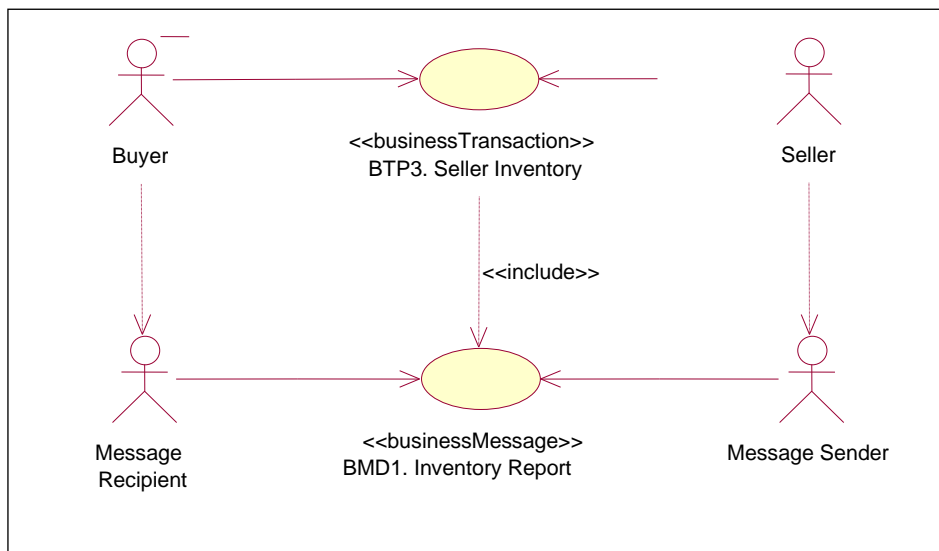 Buyer
<<businessTransaction>>
BTP3. Seller Inventory
Seller
<<include>>
Message
Recipient
<<businessMessage>>
BMD1. Inventory Report
Message Sender